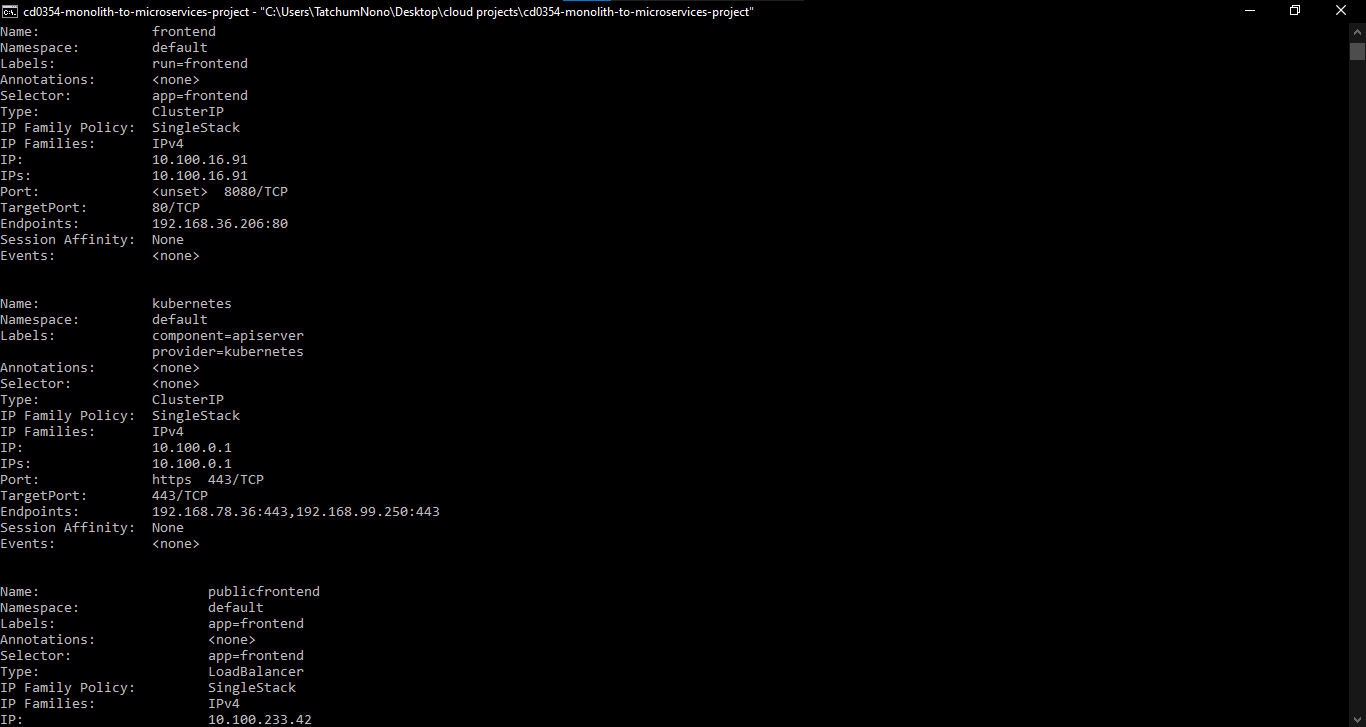 cd0354-monolith-to-microservices-project - "C:\Users\TatchumNono\Desktop\cloud projects\cd0354-monolith-to-microservices-project"
Name:              frontend
Namespace:         default
Labels:            run=frontend
Annotations:       <none>
Selector:          app=frontend
Type:              ClusterIP
IP Family Policy:  SingleStack
IP Families:       IPv4
IP:                10.100.16.91
IPs:               10.100.16.91
Port:              <unset>  8080/TCP
TargetPort:        80/TCP
Endpoints:         192.168.36.206:80
Session Affinity:  None
Events:            <none>
Name:              kubernetes
Namespace:         default
Labels:            component=apiserver
                   provider=kubernetes
Annotations:       <none>
Selector:          <none>
Type:              ClusterIP
IP Family Policy:  SingleStack
IP Families:       IPv4
IP:                10.100.0.1
IPs:               10.100.0.1
Port:              https  443/TCP
TargetPort:        443/TCP
Endpoints:         192.168.78.36:443,192.168.99.250:443
Session Affinity:  None
Events:            <none>
Name:                     publicfrontend
Namespace:                default
Labels:                   app=frontend
Annotations:              <none>
Selector:                 app=frontend
Type:                     LoadBalancer
IP Family Policy:         SingleStack
IP Families:              IPv4
IP:                       10.100.233.42